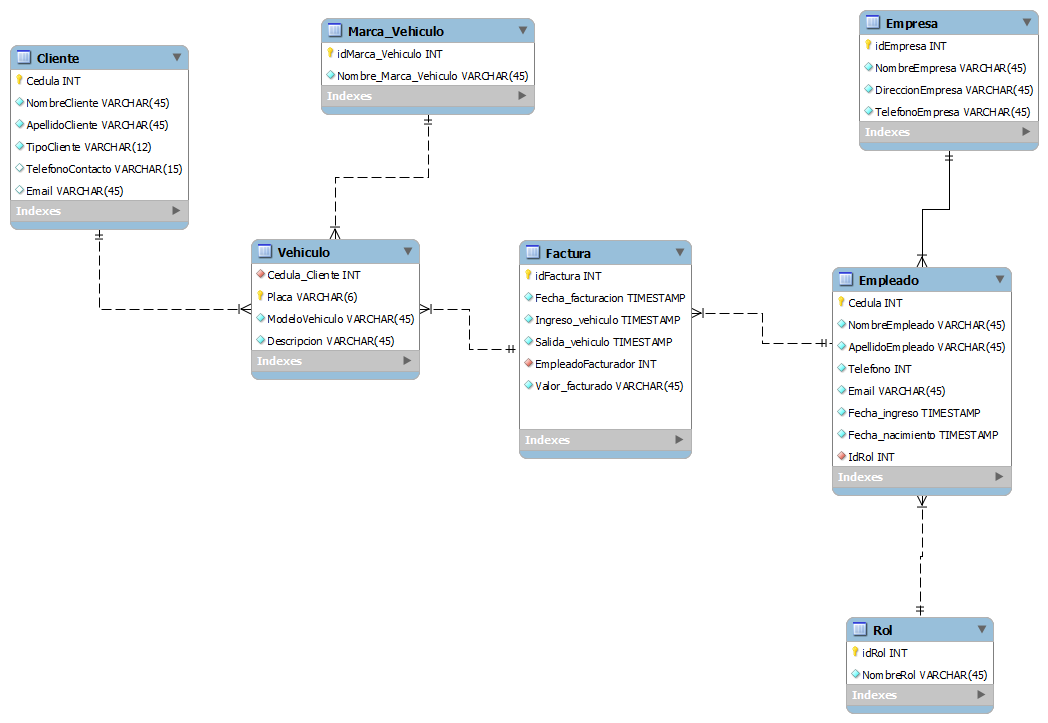 Cliente
Cedula INT
NombreCliente VARCHAR(45)
ApellidoCliente VARCHAR(45)
TipoCliente VARCHAR(12)
TelefonoContacto VARCHAR(15)
Email VARCHAR(45)
Indexes
Marca_Vehiculo
idMarca_Vehiculo INT
Nombre_Marca_Vehiculo VARCHAR(45)
Indexes
Empresa
idEmpresa INT
NombreEmpresa VARCHAR(45)
DireccionEmpresa VARCHAR(45)
TelefonoEmpresa VARCHAR(45)
Indexes
Vehiculo
Cedula_Cliente INT
Placa VARCHAR(6)
ModeloVehiculo VARCHAR(45)
Descripcion VARCHAR(45)
Indexes
Factura
idFactura INT
Fecha_facturacion TIMESTAMP
Ingreso_vehiculo TIMESTAMP
Salida_vehiculo TIMESTAMP
EmpleadoFacturador INT
Valor_facturado VARCHAR(45)
Indexes
Empleado
Cedula INT
NombreEmpleado VARCHAR(45)
ApellidoEmpleado VARCHAR(45)
Telefono INT
Email VARCHAR(45)
Fecha_ingreso TIMESTAMP
Fecha_nacimiento TIMESTAMP
IdRol INT
Indexes
Rol
idRol INT
NombreRol VARCHAR(45)
Indexes